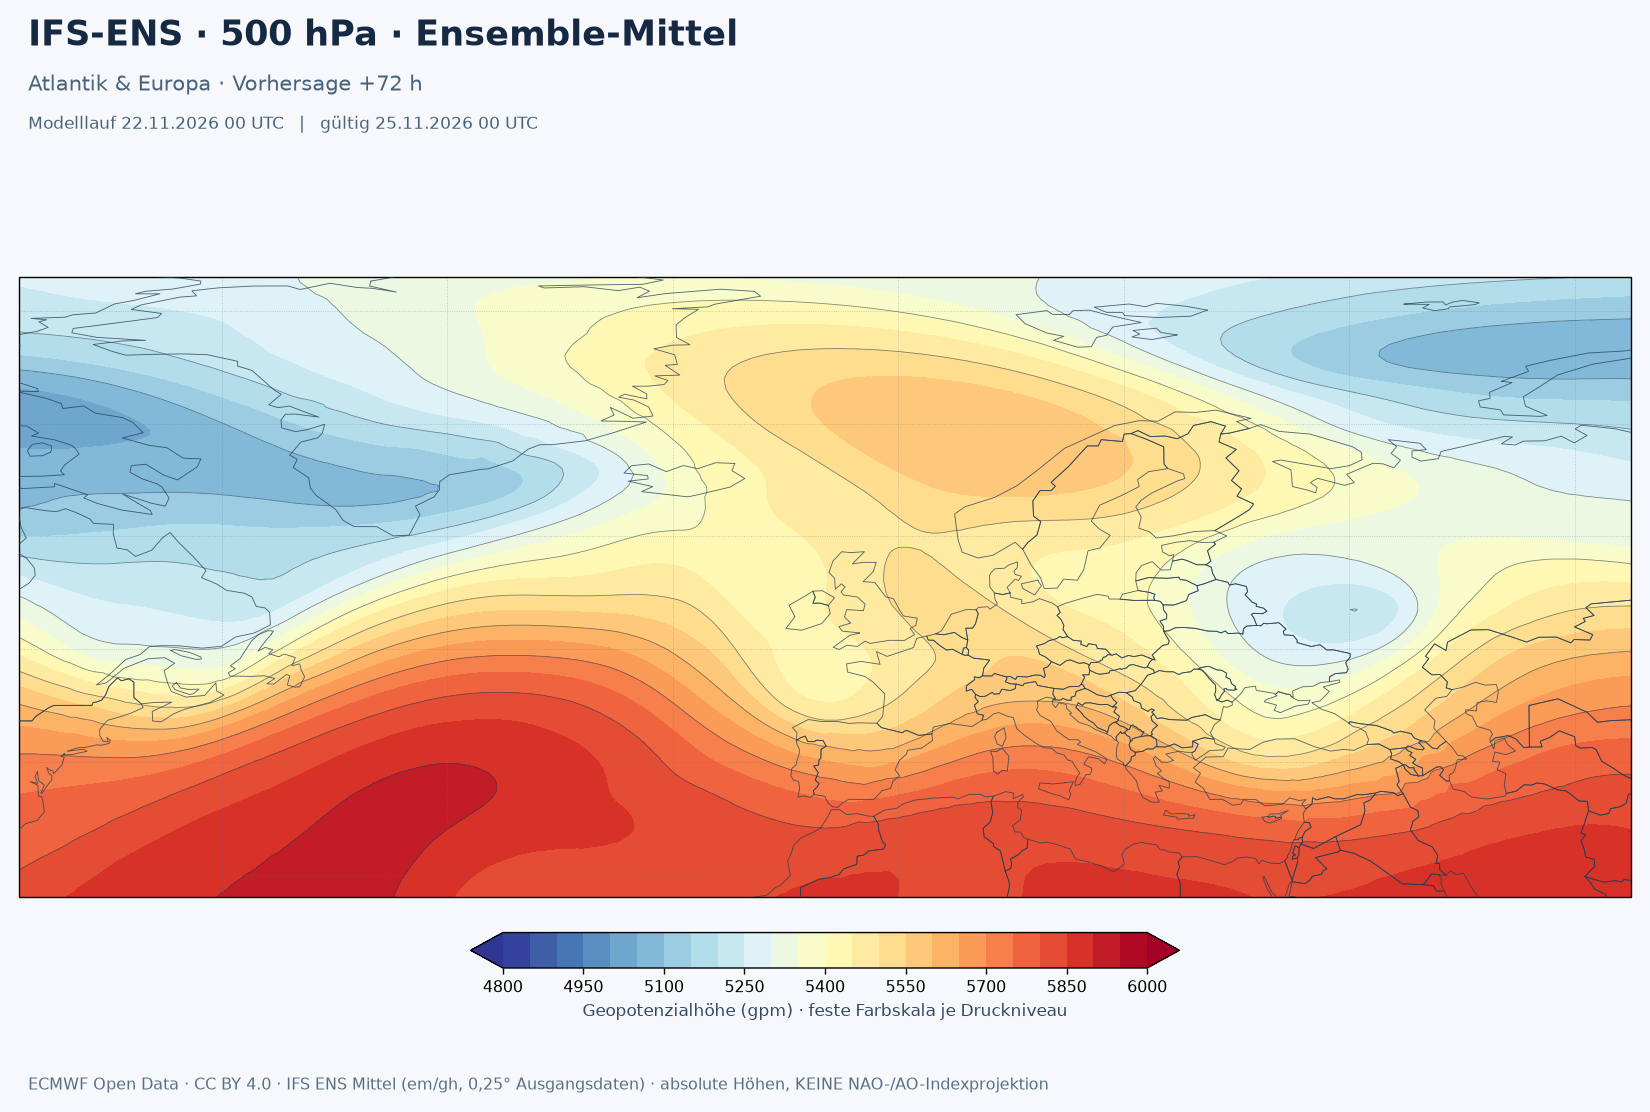 IFS-ENS · 500 hPa · Ensemble-Mittel
Atlantik & Europa · Vorhersage +72 h
Modelllauf 22.11.2026 00 UTC | gültig 25.11.2026 00 UTC
4800 4950 5100 5250 5400 5550 5700 5850 6000
Geopotenzialhöhe (gpm) · feste Farbskala je Druckniveau
ECMWF Open Data · CC BY 4.0 · IFS ENS Mittel (em/gh, 0,25° Ausgangsdaten) · absolute Höhen, KEINE NAO-/AO-Indexprojektion